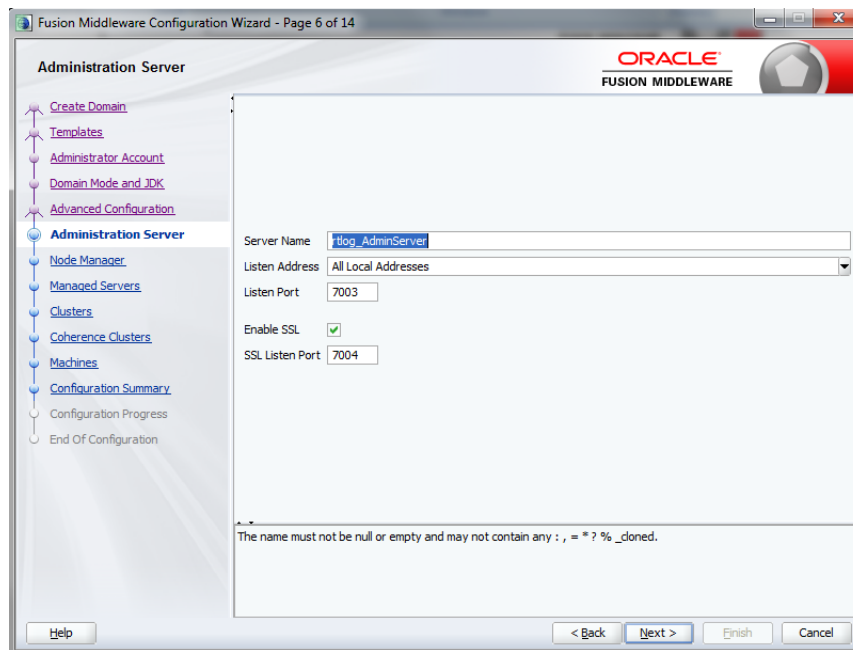 Fusion Middleware Configuration Wizard - Page 6 of 14
Administration Server
ORACLE
FUSION MIDDLEWARE
Create Domain
Templates
Administrator Account
Domain Mode and JDK
Advanced Configuration
Administration Server
Node Manager
Managed Servers
Clusters
Coherence Clusters
Machines
Configuration Summary
Configuration Progress
End Of Configuration
Server Name rtlog_AdminServer
Listen Address All Local Addresses
Listen Port 7003
Enable SSL
SSL Listen Port 7004
The name must not be null or empty and may not contain any : , = * ? % _cloned.
Help < Back Next > Finish Cancel